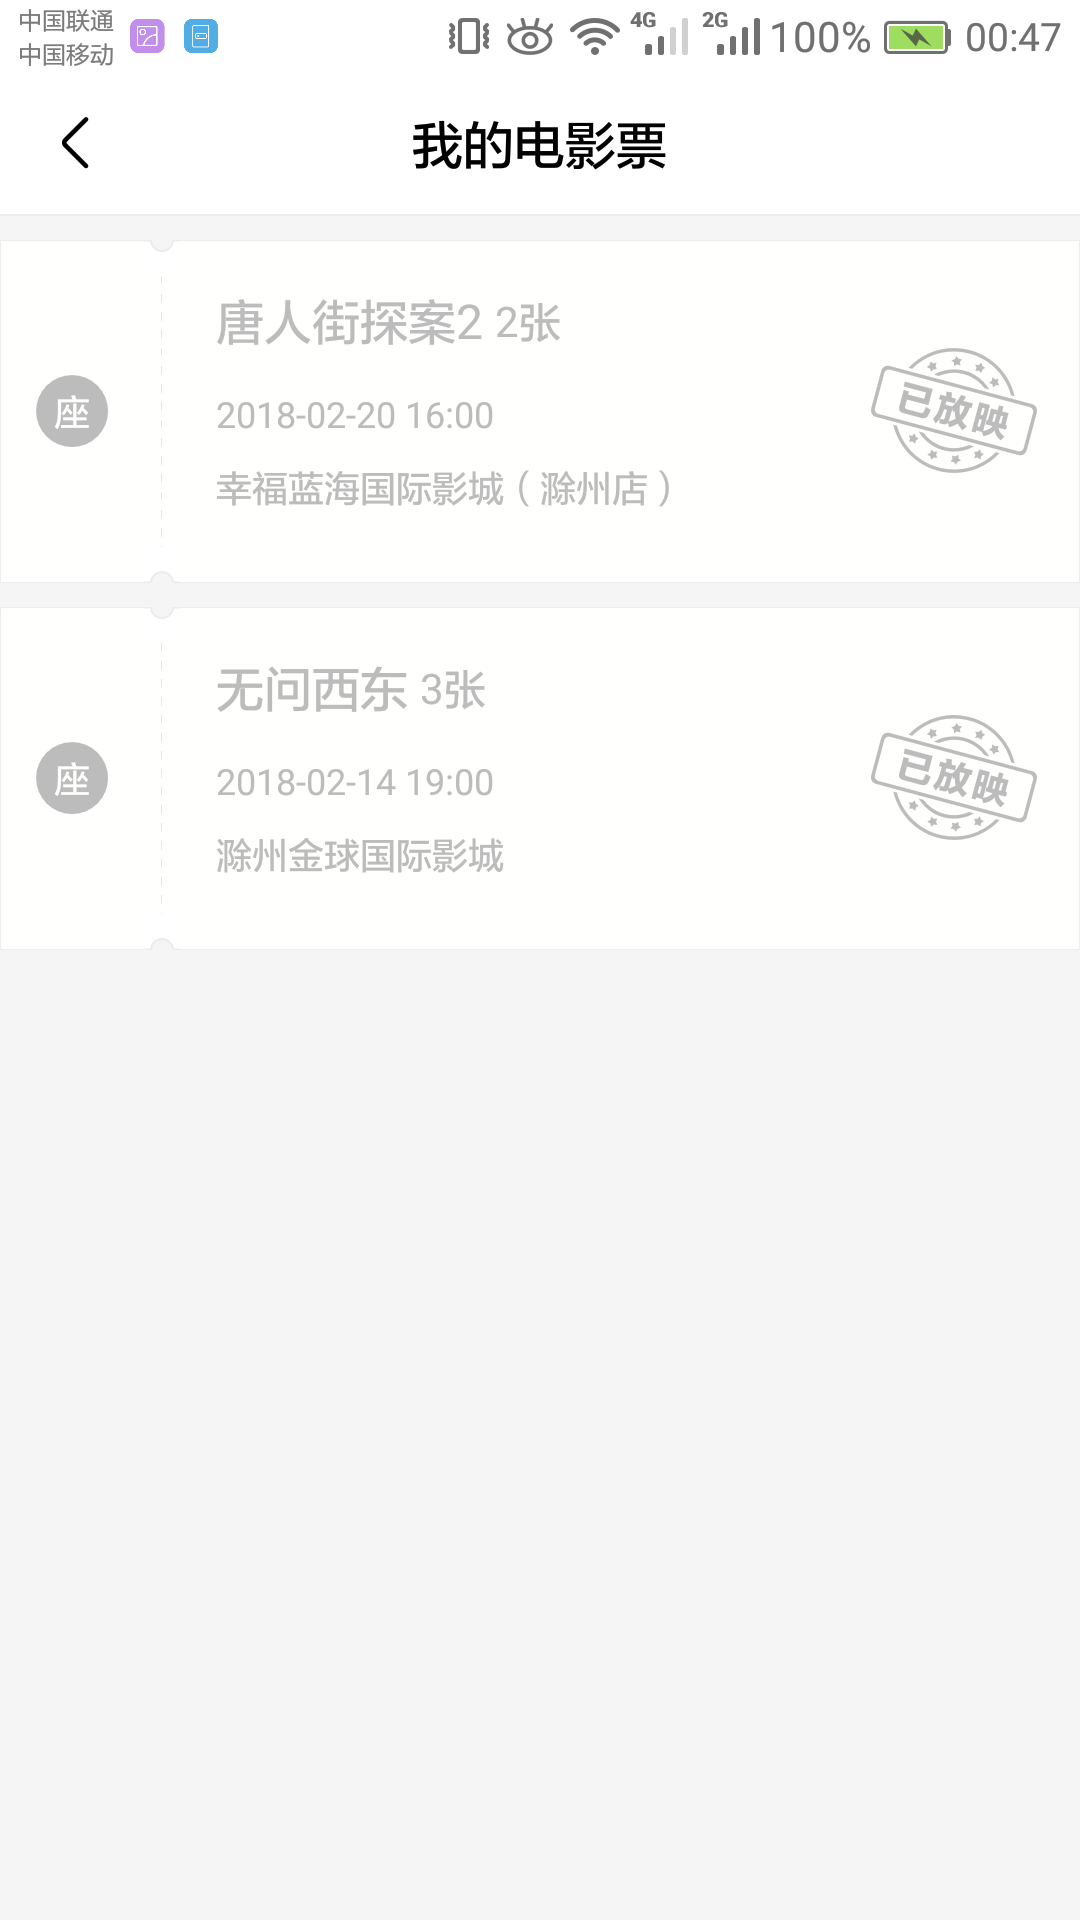 中国联通
中国移动
4G 2G 100% 00:47
我的电影票
唐人街探案2 2张
座
2018-02-20 16:00
已放映
幸福蓝海国际影城（滁州店）
无问西东 3张
座
2018-02-14 19:00
已放映
滁州金球国际影城